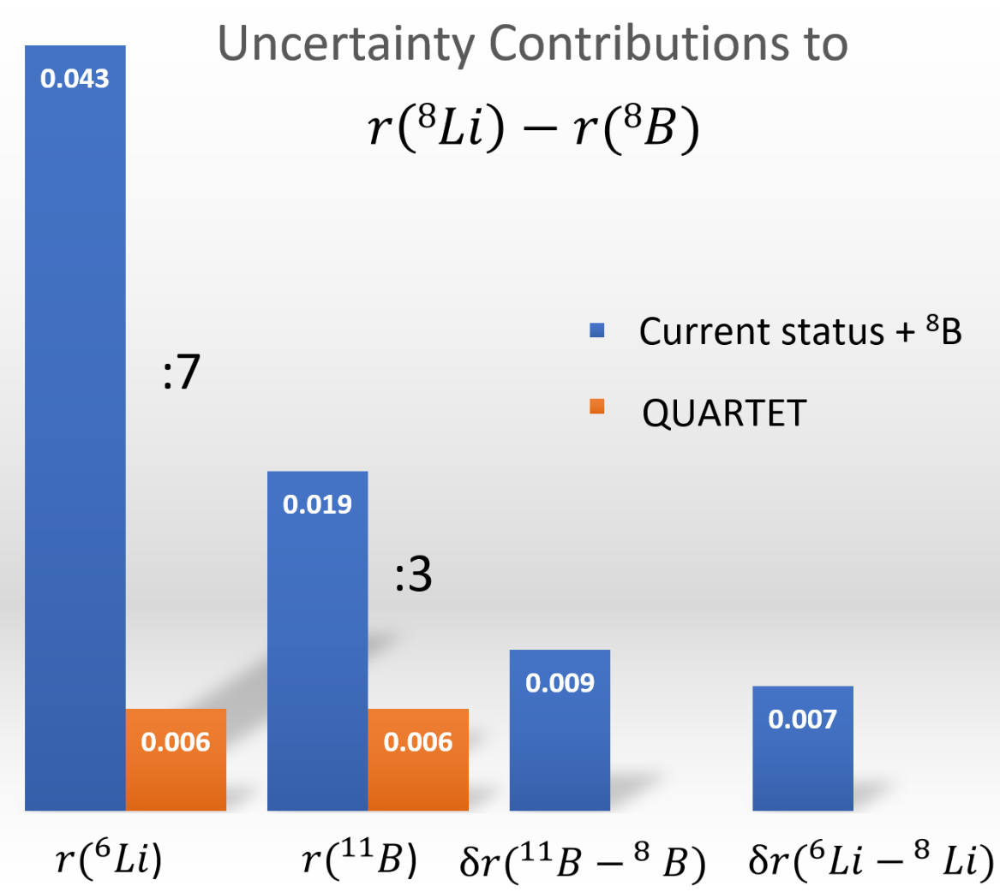 Uncertainty Contributions to
r(⁸Li) − r(⁸B)
0.043
:7
Current status + ⁸B
QUARTET
0.019
:3
0.009
0.007
0.006
0.006
r(⁶Li)
r(¹¹B)
δr(¹¹B − ⁸ B)
δr(⁶Li − ⁸ Li)